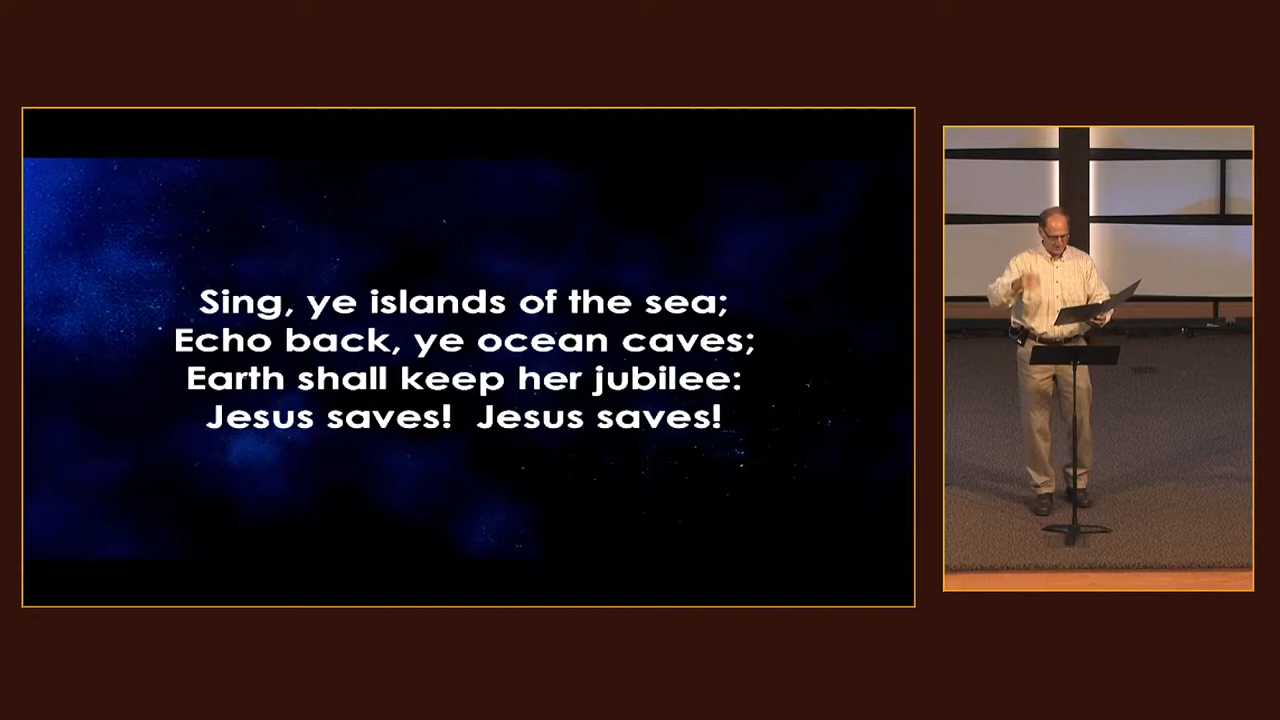 Sing, ye islands of the sea;
Echo back, ye ocean caves;
Earth shall keep her jubilee:
Jesus saves!  Jesus saves!